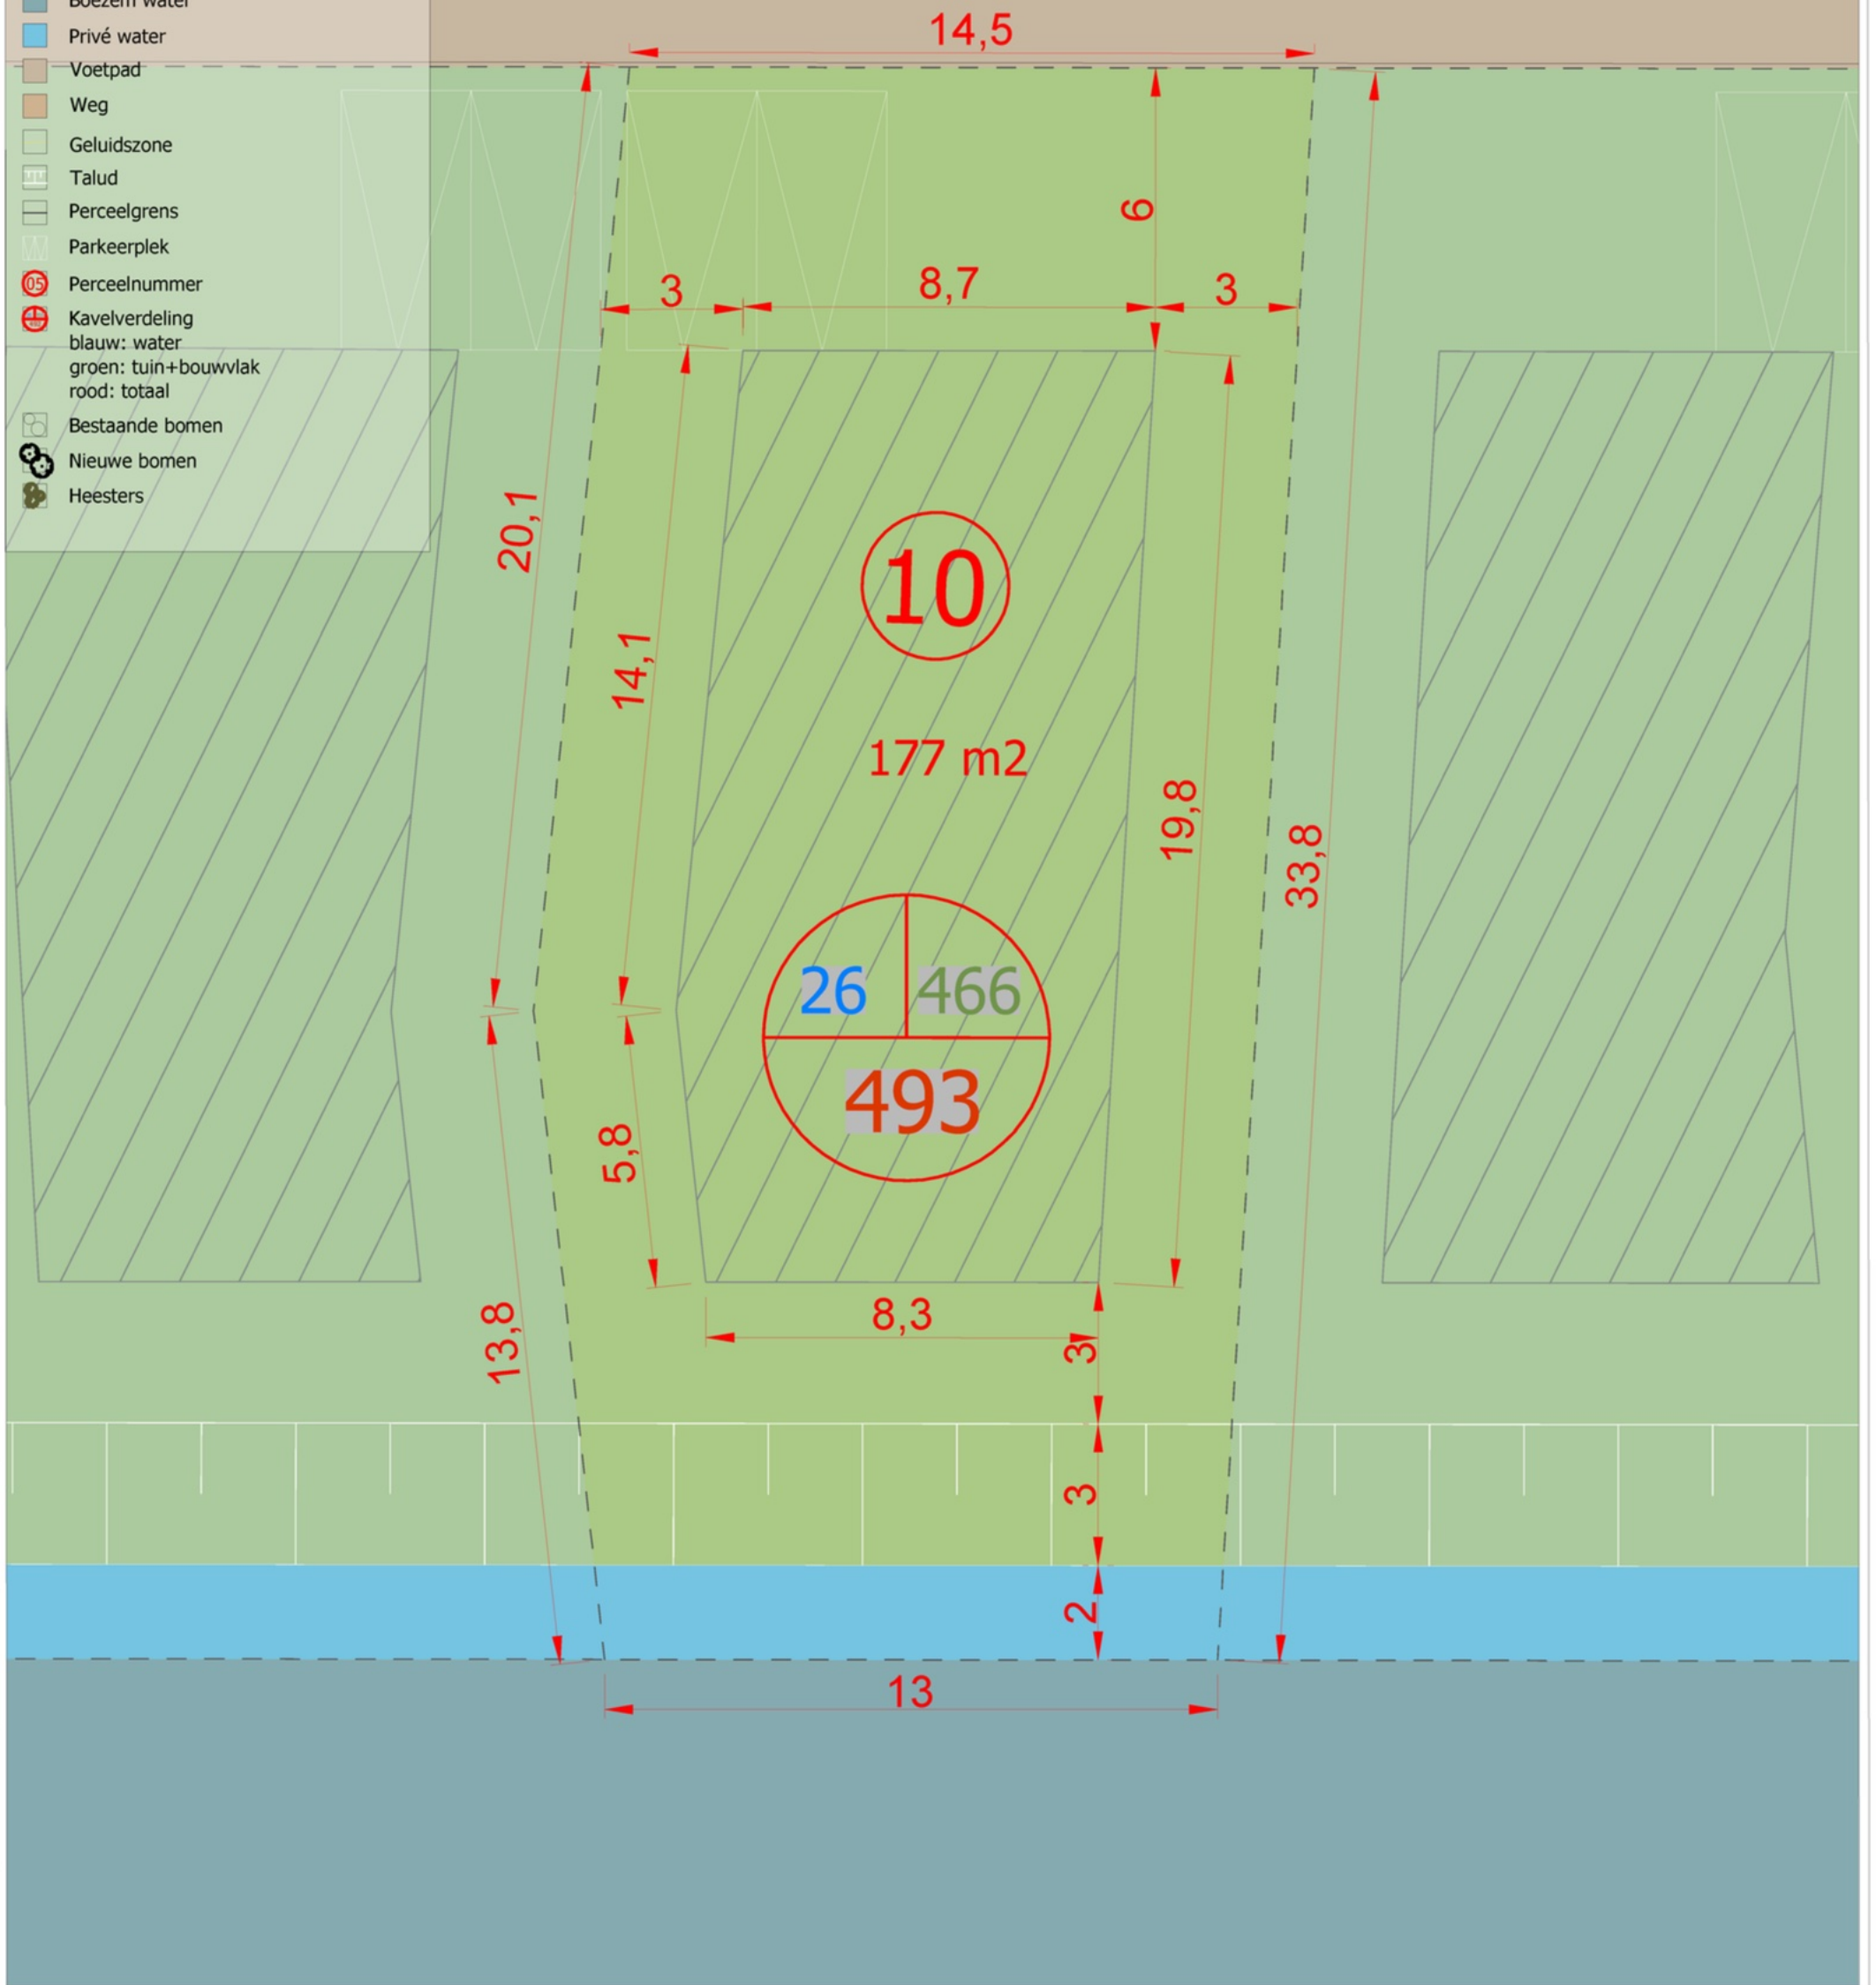 Boezem water
Privé water
Voetpad
Weg
Geluidszone
Talud
Perceelgrens
Parkeerplek
05 Perceelnummer
Kavelverdeling
blauw: water
groen: tuin+bouwvlak
rood: totaal
Bestaande bomen
Nieuwe bomen
Heesters
14,5
6
3
8,7
3
20,1
14,1
10
177 m2
19,8
33,8
26
466
493
5,8
13,8
8,3
3
3
2
13